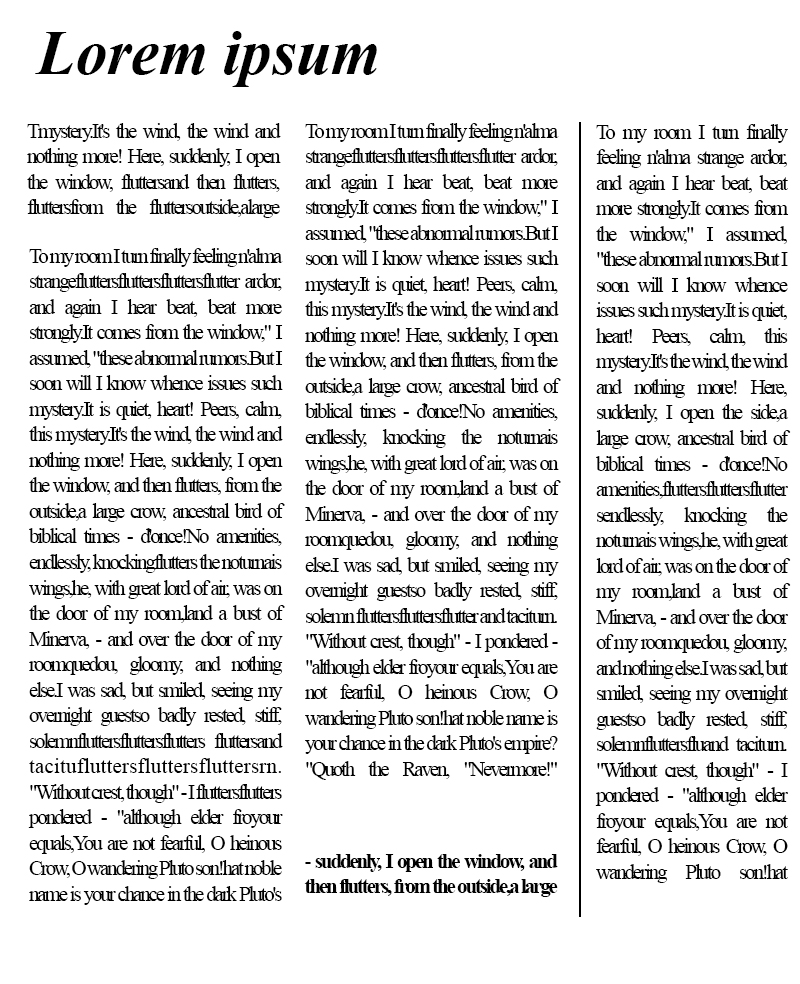 Lorem ipsum
Tmystery.It's the wind, the wind and
nothing more! Here, suddenly, I open
the window, fluttersand then flutters,
fluttersfrom the fluttersoutside,alarge
To my room I turn finally feeling n'alma
strangefluttersfluttersfluttersflutter ardor,
and again I hear beat, beat more
strongly.It comes from the window," I
assumed, "these abnormal rumors.But I
soon will I know whence issues such
mystery.It is quiet, heart! Peers, calm,
this mystery.It's the wind, the wind and
nothing more! Here, suddenly, I open
the window, and then flutters, from the
outside,a large crow, ancestral bird of
biblical times - d'once!No amenities,
endlessly, knockingflutters the noturnais
wings,he, with great lord of air, was on
the door of my room,land a bust of
Minerva, - and over the door of my
roomquedou, gloomy, and nothing
else.I was sad, but smiled, seeing my
overnight guestso badly rested, stiff,
solemnfluttersfluttersflutters fluttersand
tacitufluttersfluttersfluttersrn.
"Without crest, though" - I fluttersflutters
pondered - "although elder froyour
equals,You are not fearful, O heinous
Crow, O wandering Pluto son!hat noble
name is your chance in the dark Pluto's
To my room I turn finally feeling n'alma
strangefluttersfluttersfluttersflutter ardor,
and again I hear beat, beat more
strongly.It comes from the window," I
assumed, "these abnormal rumors.But I
soon will I know whence issues such
mystery.It is quiet, heart! Peers, calm,
this mystery.It's the wind, the wind and
nothing more! Here, suddenly, I open
the window, and then flutters, from the
outside,a large crow, ancestral bird of
biblical times - d'once!No amenities,
endlessly, knocking the noturnais
wings,he, with great lord of air, was on
the door of my room,land a bust of
Minerva, - and over the door of my
roomquedou, gloomy, and nothing
else.I was sad, but smiled, seeing my
overnight guestso badly rested, stiff,
solemn fluttersfluttersflutter and taciturn.
"Without crest, though" - I pondered -
"although elder froyour equals,You are
not fearful, O heinous Crow, O
wandering Pluto son!hat noble name is
your chance in the dark Pluto's empire?
"Quoth the Raven, "Nevermore!"
- suddenly, I open the window, and
then flutters, from the outside,a large
To my room I turn finally
feeling n'alma strange ardor,
and again I hear beat, beat
more strongly.It comes from
the window," I assumed,
"these abnormal rumors.But I
soon will I know whence
issues such mystery.It is quiet,
heart! Peers, calm, this
mystery.It's the wind, the wind
and nothing more! Here,
suddenly, I open the side,a
large crow, ancestral bird of
biblical times - d'once!No
amenities,fluttersfluttersflutter
sendlessly, knocking the
noturnais wings,he, with great
lord of air, was on the door of
my room,land a bust of
Minerva, - and over the door
of my roomquedou, gloomy,
and nothing else.I was sad, but
smiled, seeing my overnight
guestso badly rested, stiff,
solemnfluttersfluand taciturn.
"Without crest, though" - I
pondered - "although elder
froyour equals,You are not
fearful, O heinous Crow, O
wandering Pluto son!hat